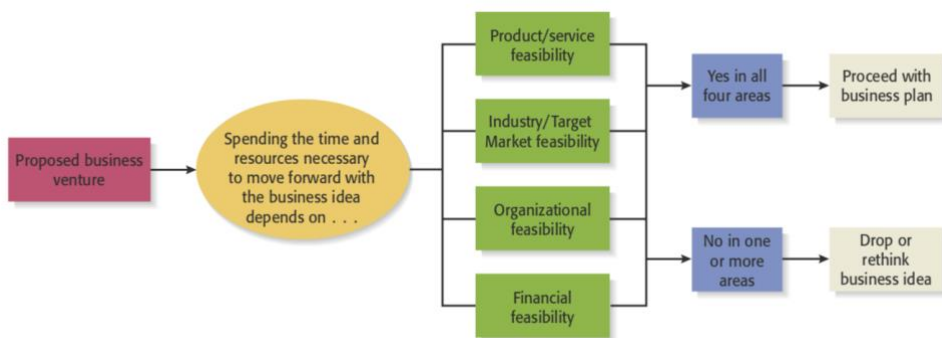 Proposed business
venture
Spending the time and
resources necessary
to move forward with
the business idea
depends on . . .
Product/service
feasibility
Industry/Target
Market feasibility
Organizational
feasibility
Financial
feasibility
Yes in all
four areas
Proceed with
business plan
No in one
or more
areas
Drop or
rethink
business idea